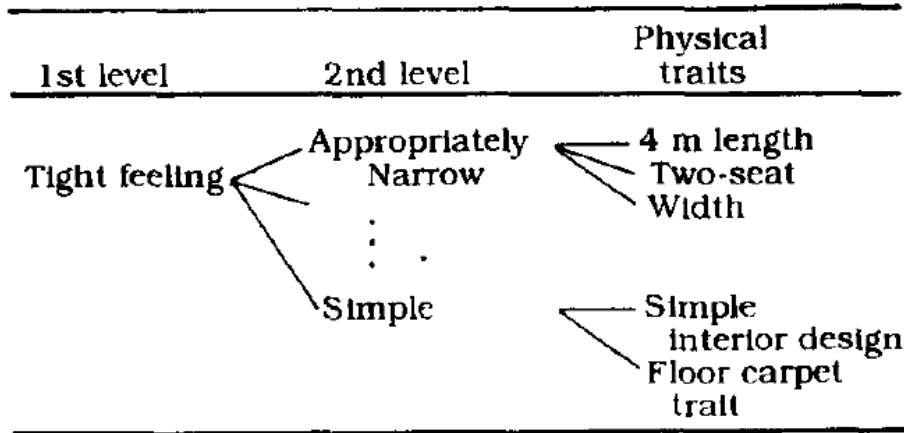 Physical
1st level 2nd level traits
Appropriately 4 m length
Tight feeling Narrow Two-seat
Width
Simple Simple
interior design
Floor carpet
trait